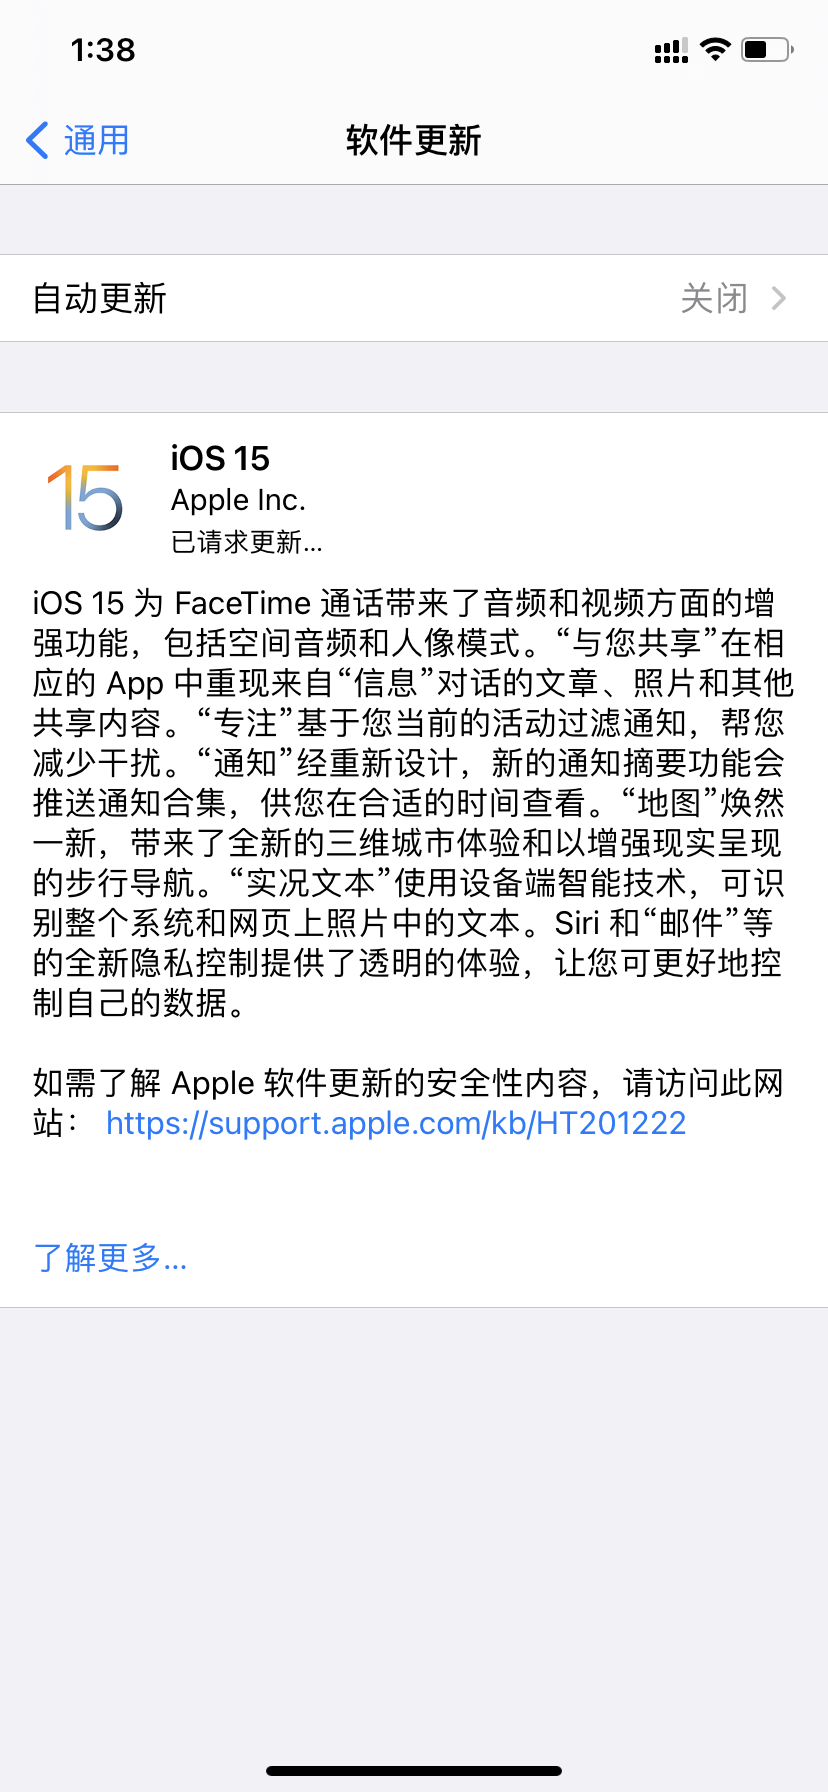 1:38
通用
软件更新
自动更新
关闭
15
iOS 15
Apple Inc.
已请求更新...
iOS 15 为 FaceTime 通话带来了音频和视频方面的增
强功能，包括空间音频和人像模式。“与您共享”在相
应的 App 中重现来自“信息”对话的文章、照片和其他
共享内容。“专注”基于您当前的活动过滤通知，帮您
减少干扰。“通知”经重新设计，新的通知摘要功能会
推送通知合集，供您在合适的时间查看。“地图”焕然
一新，带来了全新的三维城市体验和以增强现实呈现
的步行导航。“实况文本”使用设备端智能技术，可识
别整个系统和网页上照片中的文本。Siri 和“邮件”等
的全新隐私控制提供了透明的体验，让您可更好地控
制自己的数据。
如需了解 Apple 软件更新的安全性内容，请访问此网
站： https://support.apple.com/kb/HT201222
了解更多...